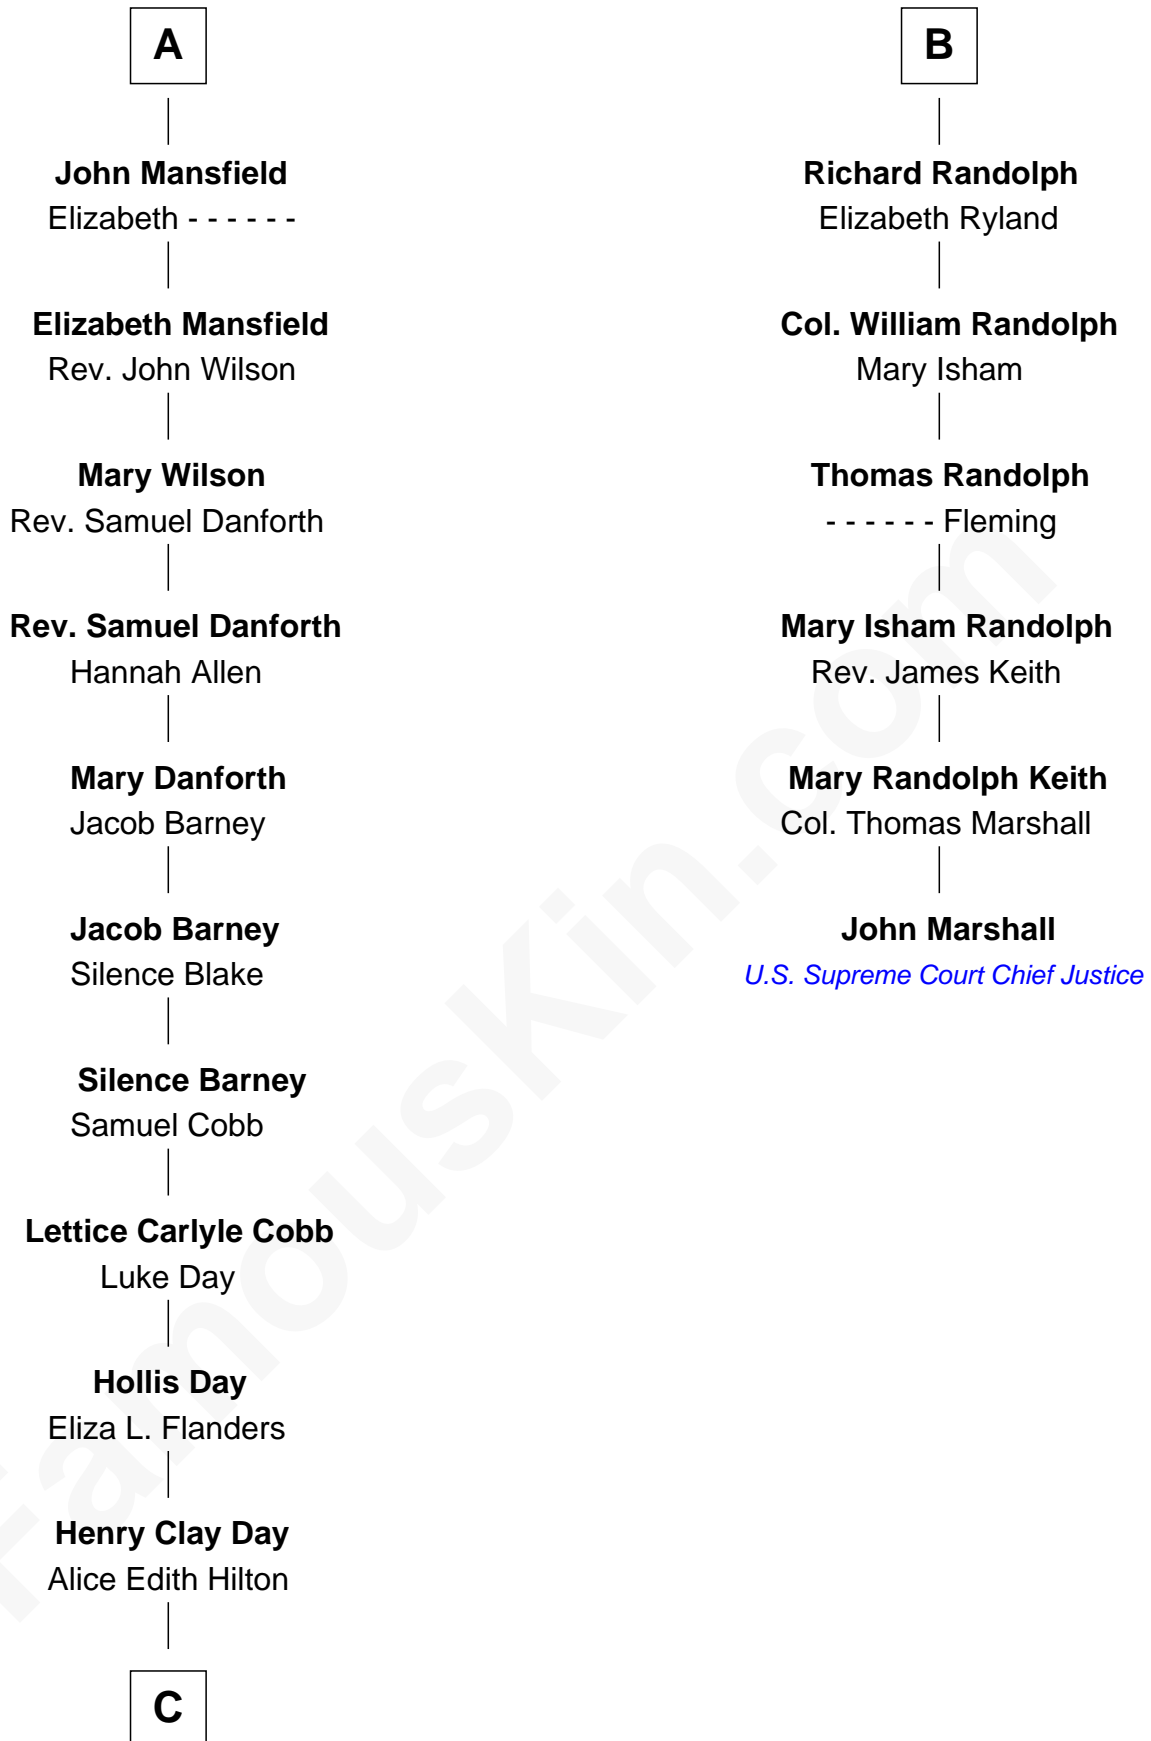 A
John Mansfield
Elizabeth - - - - - -
Elizabeth Mansfield
Rev. John Wilson
Mary Wilson
Rev. Samuel Danforth
Rev. Samuel Danforth
Hannah Allen
Mary Danforth
Jacob Barney
Jacob Barney
Silence Blake
Silence Barney
Samuel Cobb
Lettice Carlyle Cobb
Luke Day
Hollis Day
Eliza L. Flanders
Henry Clay Day
Alice Edith Hilton
C
B
Richard Randolph
Elizabeth Ryland
Col. William Randolph
Mary Isham
Thomas Randolph
- - - - - - Fleming
Mary Isham Randolph
Rev. James Keith
Mary Randolph Keith
Col. Thomas Marshall
John Marshall
U.S. Supreme Court Chief Justice
FamousKin.com